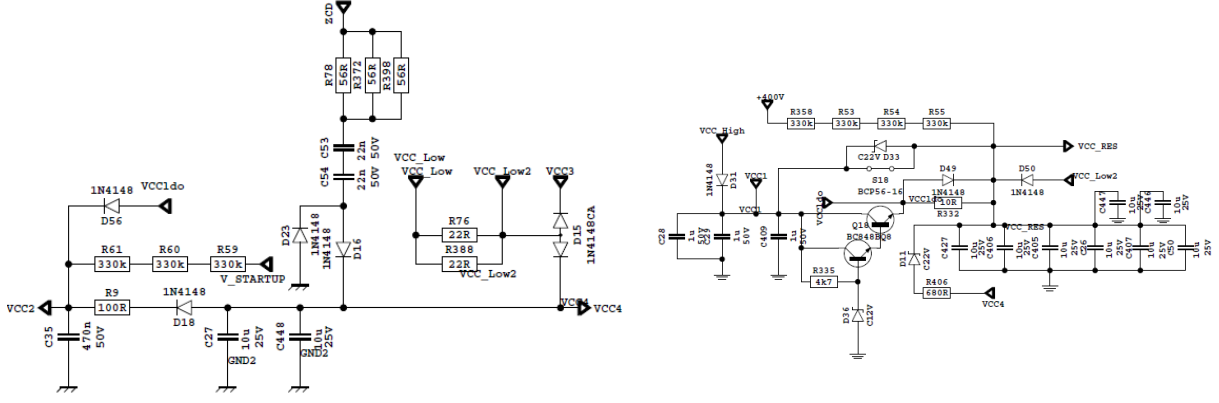 ZCD
R78
56R
R372
56R
R398
56R
C53
22n
50V
C54
22n
50V
1N4148
VCCldo
D56
VCC_Low
VCC_Low
VCC_Low2
VCC3
R76
22R
R388
22R
VCC_Low2
D15
1N4148CA
D23
1N4148
1N4148
D16
R61
330k
R60
330k
R59
330k
V_STARTUP
VCC2
R9
100R
1N4148
D18
VCC4
VCC4
C35
470n
50V
C27
10u
25V
GND2
C448
10u
25V
GND2
+400V
R358
330k
R53
330k
R54
330k
R55
330k
VCC_High
1N4148
D31
VCC1
VCC1
C22V
D33
S18
BCP56-16
VCC_RES
D49
1N4148
D50
1N4148
VCC_Low2
VCCldo
VCCldo
10R
R332
C28
1u
50V
1u
50V
C409
1u
50V
Q18
BC848B
Q8
R335
4k7
D36
C12V
D11
C22V
R406
680R
VCC4
VCC_RES
C427
10u
25V
C406
10u
25V
C405
10u
25V
C26
10u
25V
C407
10u
25V
C50
10u
25V
C447
10u
25V
C446
10u
25V